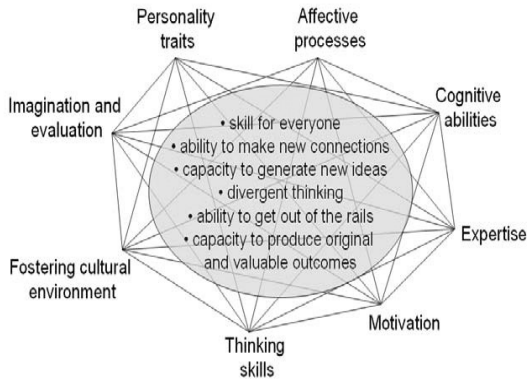 Personality
traits
Affective
processes
Imagination and
evaluation
Cognitive
abilities
• skill for everyone
• ability to make new connections
• capacity to generate new ideas
• divergent thinking
• ability to get out of the rails
• capacity to produce original
and valuable outcomes
Expertise
Fostering cultural
environment
Motivation
Thinking
skills